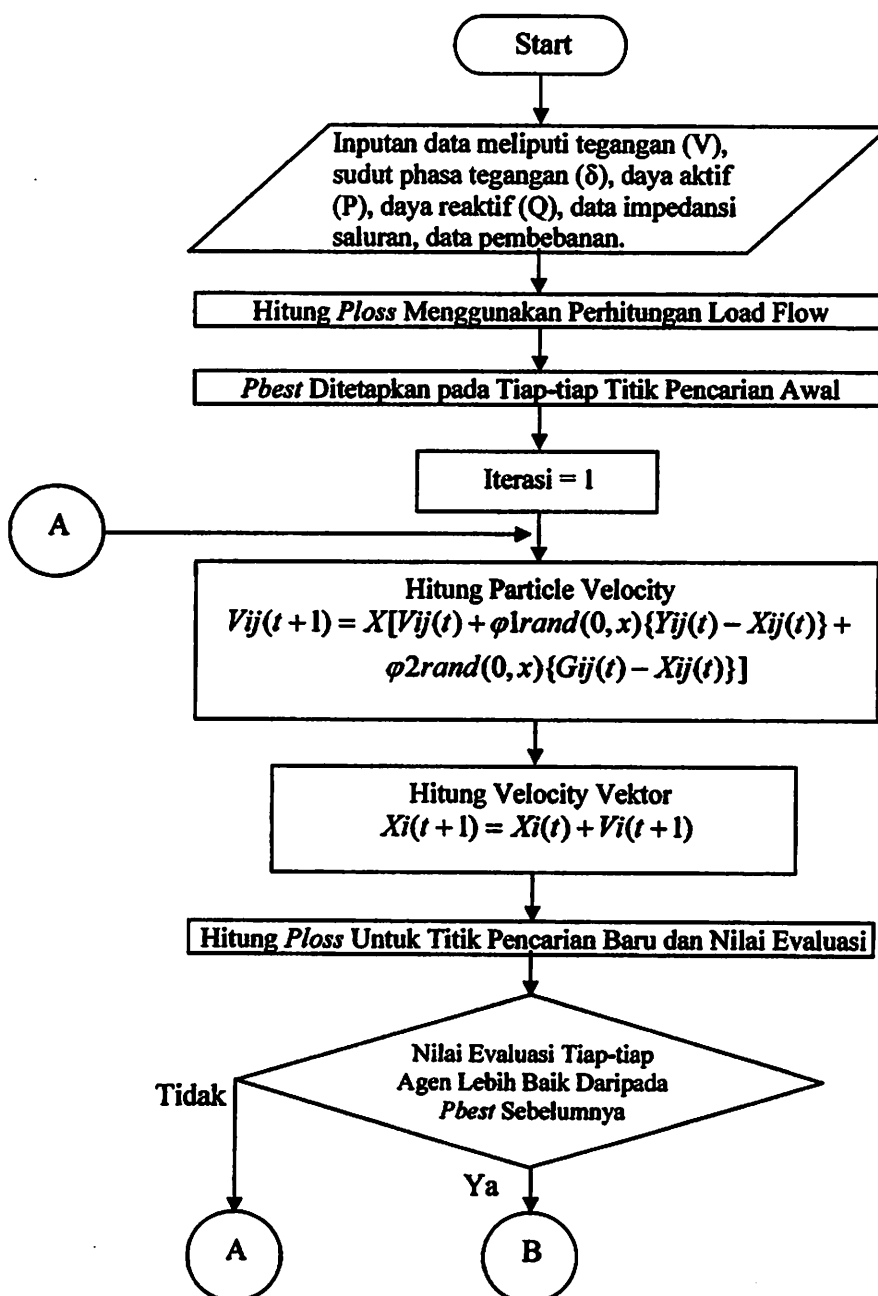 Start
Inputan data meliputi tegangan (V),
sudut phasa tegangan (δ), daya aktif
(P), daya reaktif (Q), data impedansi
saluran, data pembebanan.
Hitung Ploss Menggunakan Perhitungan Load Flow
Pbest Ditetapkan pada Tiap-tiap Titik Pencarian Awal
Iterasi = 1
A
Hitung Particle Velocity
Vij(t + 1) = X[Vij(t) + φ1rand(0, x){Yij(t) − Xij(t)} +
φ2rand(0, x){Gij(t) − Xij(t)}]
Hitung Velocity Vektor
Xi(t + 1) = Xi(t) + Vi(t + 1)
Hitung Ploss Untuk Titik Pencarian Baru dan Nilai Evaluasi
Nilai Evaluasi Tiap-tiap
Agen Lebih Baik Daripada
Pbest Sebelumnya
Tidak
Ya
A
B